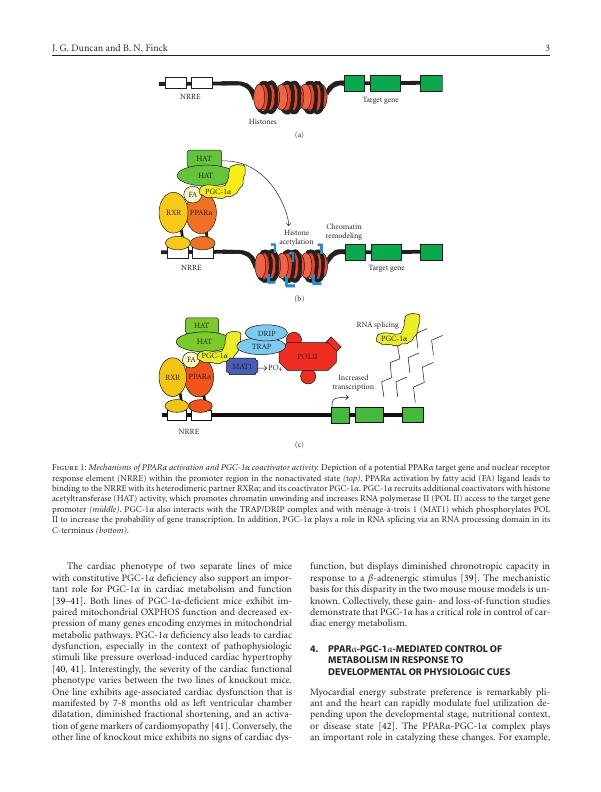 J. G. Duncan and B. N. Finck 3
NRRE
Histones
Target gene
(a)
HAT
HAT
FA
PGC-1α
RXR
PPARα
Histone
acetylation
Chromatin
remodeling
NRRE
Target gene
(b)
HAT
HAT
FA
PGC-1α
RXR
PPARα
DRIP
TRAP
MAT1
PO4
POLII
RNA splicing
PGC-1α
Increased
transcription
NRRE
(c)
Figure 1: Mechanisms of PPARα activation and PGC-1α coactivator activity. Depiction of a potential PPARα target gene and nuclear receptor
response element (NRRE) within the promoter region in the nonactivated state (top). PPARα activation by fatty acid (FA) ligand leads to
binding to the NRRE with its heterodimeric partner RXRα; and its coactivator PGC-1α. PGC-1α recruits additional coactivators with histone
acetyltransferase (HAT) activity, which promotes chromatin unwinding and increases RNA polymerase II (POL II) access to the target gene
promoter (middle). PGC-1α also interacts with the TRAP/DRIP complex and with ménage-à-trois 1 (MAT1) which phosphorylates POL
II to increase the probability of gene transcription. In addition, PGC-1α plays a role in RNA splicing via an RNA processing domain in its
C-terminus (bottom).
The cardiac phenotype of two separate lines of mice
with constitutive PGC-1α deficiency also support an impor-
tant role for PGC-1α in cardiac metabolism and function
[39–41]. Both lines of PGC-1α-deficient mice exhibit im-
paired mitochondrial OXPHOS function and decreased ex-
pression of many genes encoding enzymes in mitochondrial
metabolic pathways. PGC-1α deficiency also leads to cardiac
dysfunction, especially in the context of pathophysiologic
stimuli like pressure overload-induced cardiac hypertrophy
[40, 41]. Interestingly, the severity of the cardiac functional
phenotype varies between the two lines of knockout mice.
One line exhibits age-associated cardiac dysfunction that is
manifested by 7-8 months old as left ventricular chamber
dilatation, diminished fractional shortening, and an activa-
tion of gene markers of cardiomyopathy [41]. Conversely, the
other line of knockout mice exhibits no signs of cardiac dys-
function, but displays diminished chronotropic capacity in
response to a β-adrenergic stimulus [39]. The mechanistic
basis for this disparity in the two mouse mouse models is un-
known. Collectively, these gain- and loss-of-function studies
demonstrate that PGC-1α has a critical role in control of car-
diac energy metabolism.
4. PPARα-PGC-1α-MEDIATED CONTROL OF
METABOLISM IN RESPONSE TO
DEVELOPMENTAL OR PHYSIOLOGIC CUES
Myocardial energy substrate preference is remarkably pli-
ant and the heart can rapidly modulate fuel utilization de-
pending upon the developmental stage, nutritional context,
or disease state [42]. The PPARα-PGC-1α complex plays
an important role in catalyzing these changes. For example,